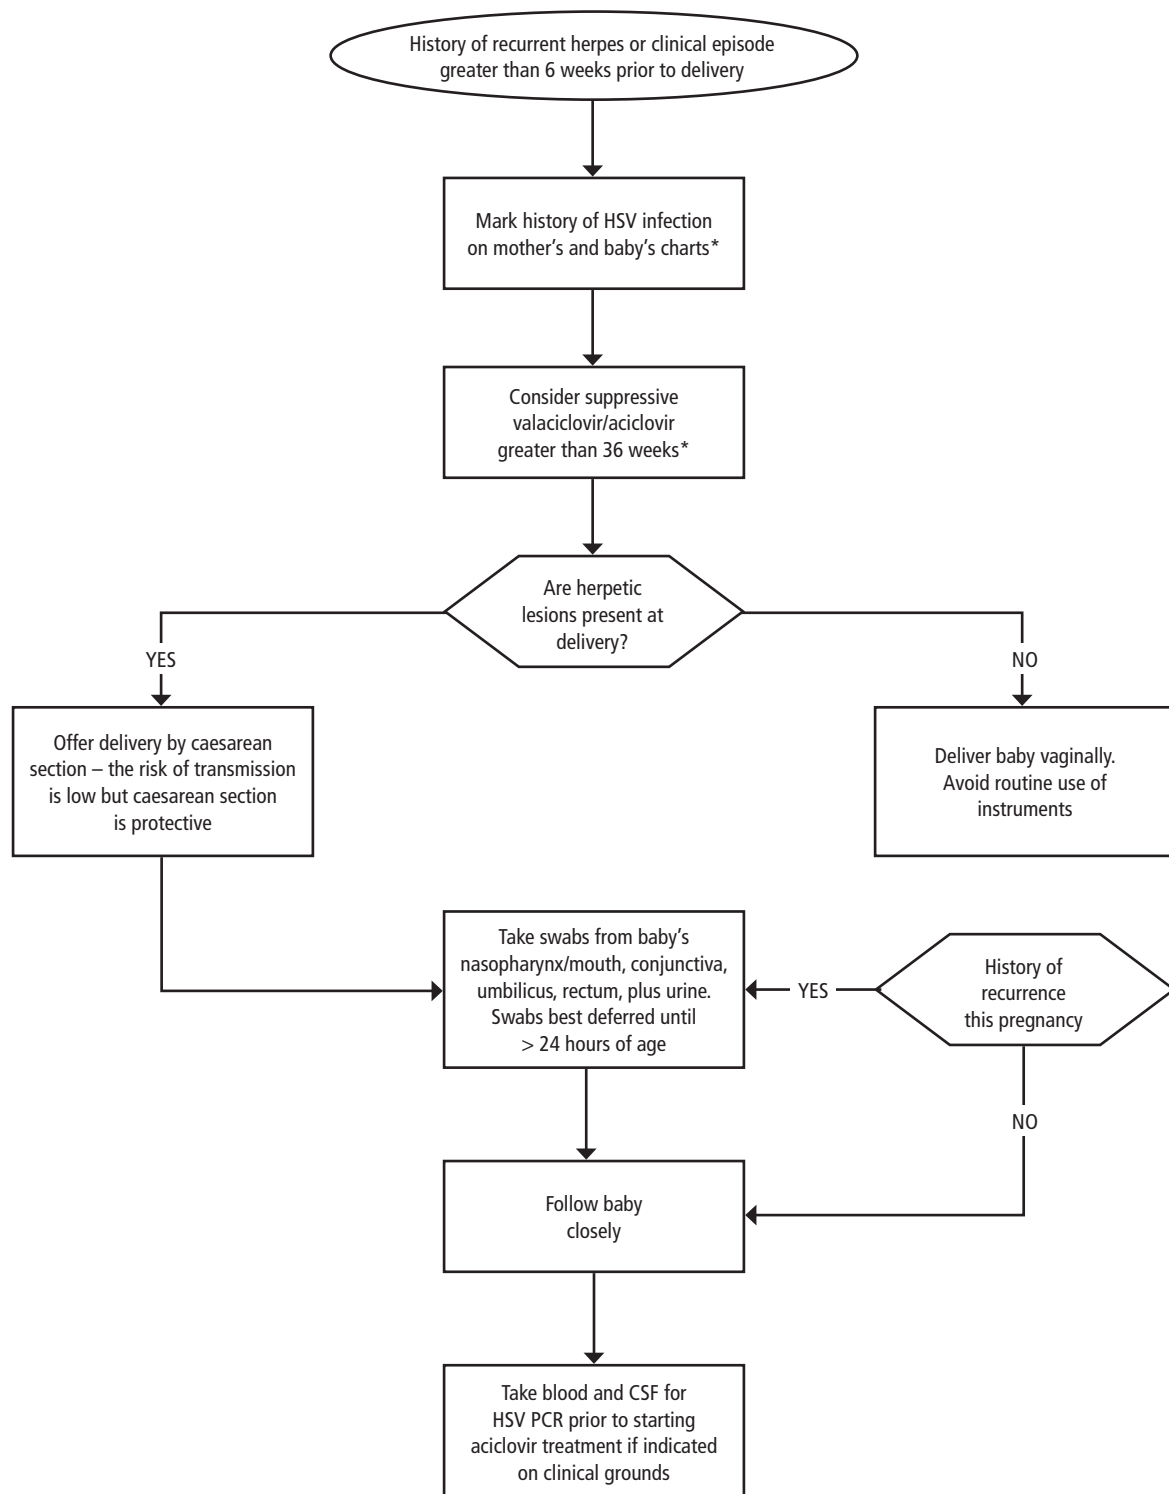 History of recurrent herpes or clinical episode
greater than 6 weeks prior to delivery
Mark history of HSV infection
on mother's and baby's charts*
Consider suppressive
valaciclovir/aciclovir
greater than 36 weeks*
Are herpetic
lesions present at
delivery?
YES
NO
Offer delivery by caesarean
section – the risk of transmission
is low but caesarean section
is protective
Deliver baby vaginally.
Avoid routine use of
instruments
Take swabs from baby's
nasopharynx/mouth, conjunctiva,
umbilicus, rectum, plus urine.
Swabs best deferred until
> 24 hours of age
YES
History of
recurrence
this pregnancy
NO
Follow baby
closely
Take blood and CSF for
HSV PCR prior to starting
aciclovir treatment if indicated
on clinical grounds